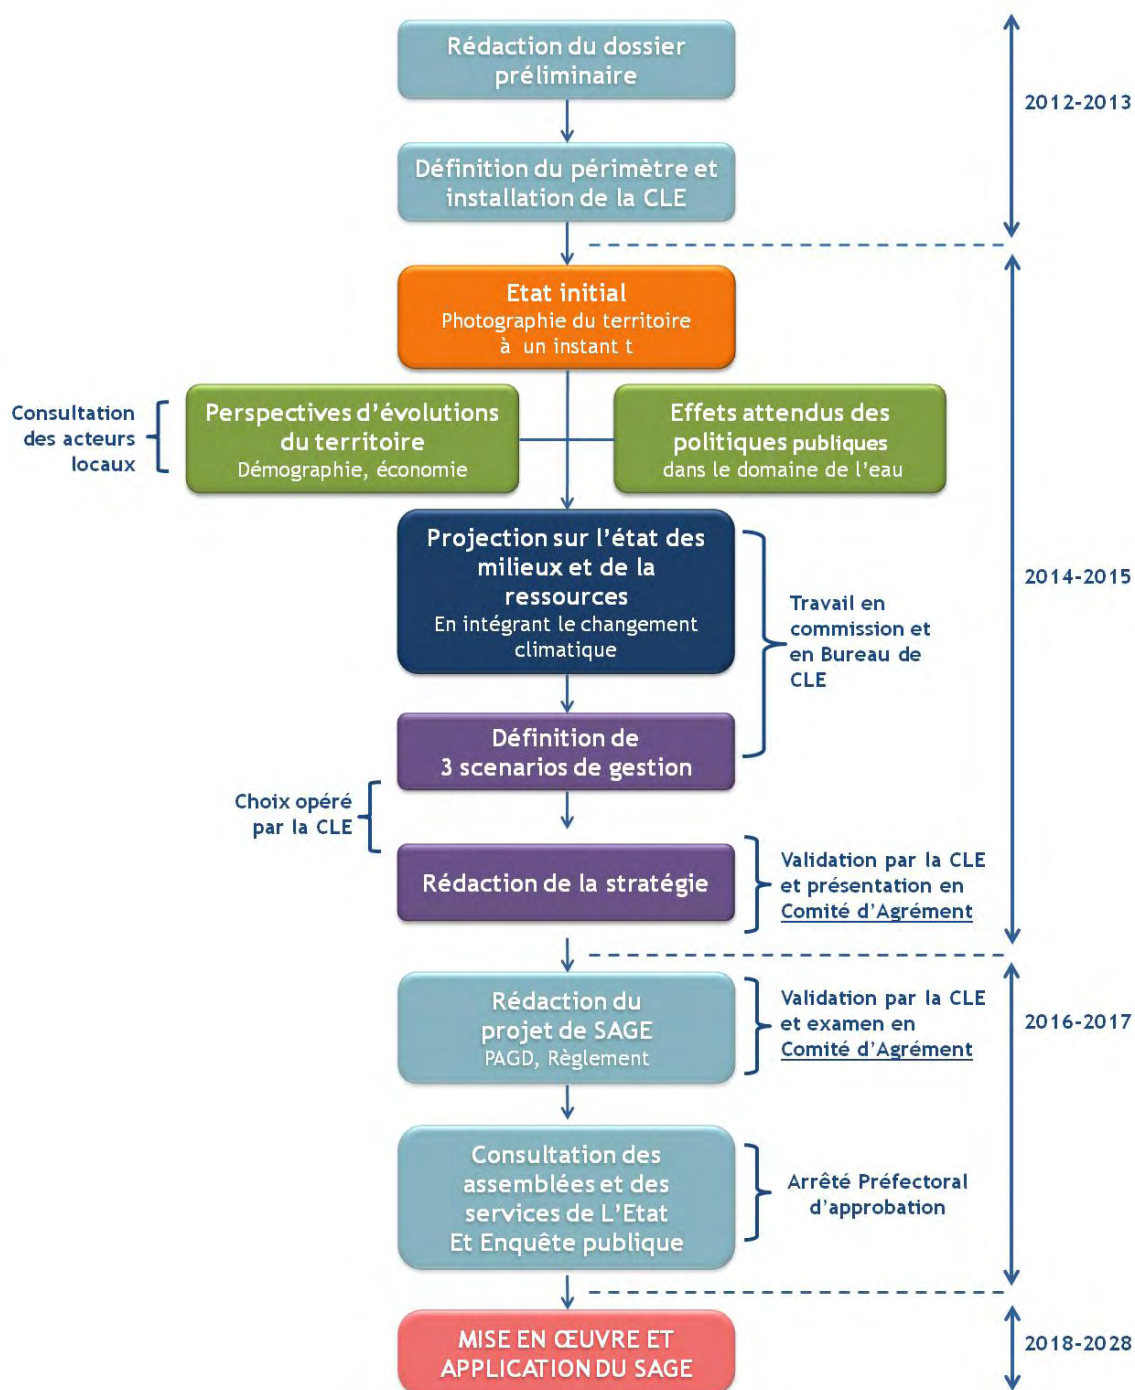 Rédaction du dossier
préliminaire
2012-2013
Définition du périmètre et
installation de la CLE
Etat initial
Photographie du territoire
à un instant t
Consultation
des acteurs
locaux
Perspectives d’évolutions
du territoire
Démographie, économie
Effets attendus des
politiques publiques
dans le domaine de l’eau
Projection sur l’état des
milieux et de la
ressources
En intégrant le changement
climatique
2014-2015
Travail en
commission et
en Bureau de
CLE
Définition de
3 scenarios de gestion
Choix opéré
par la CLE
Rédaction de la stratégie
Validation par la CLE
et présentation en
Comité d’Agrément
Rédaction du
projet de SAGE
PAGD, Règlement
Validation par la CLE
et examen en
Comité d’Agrément
2016-2017
Consultation des
assemblées et des
services de L’Etat
Et Enquête publique
Arrêté Préfectoral
d’approbation
MISE EN ŒUVRE ET
APPLICATION DU SAGE
2018-2028